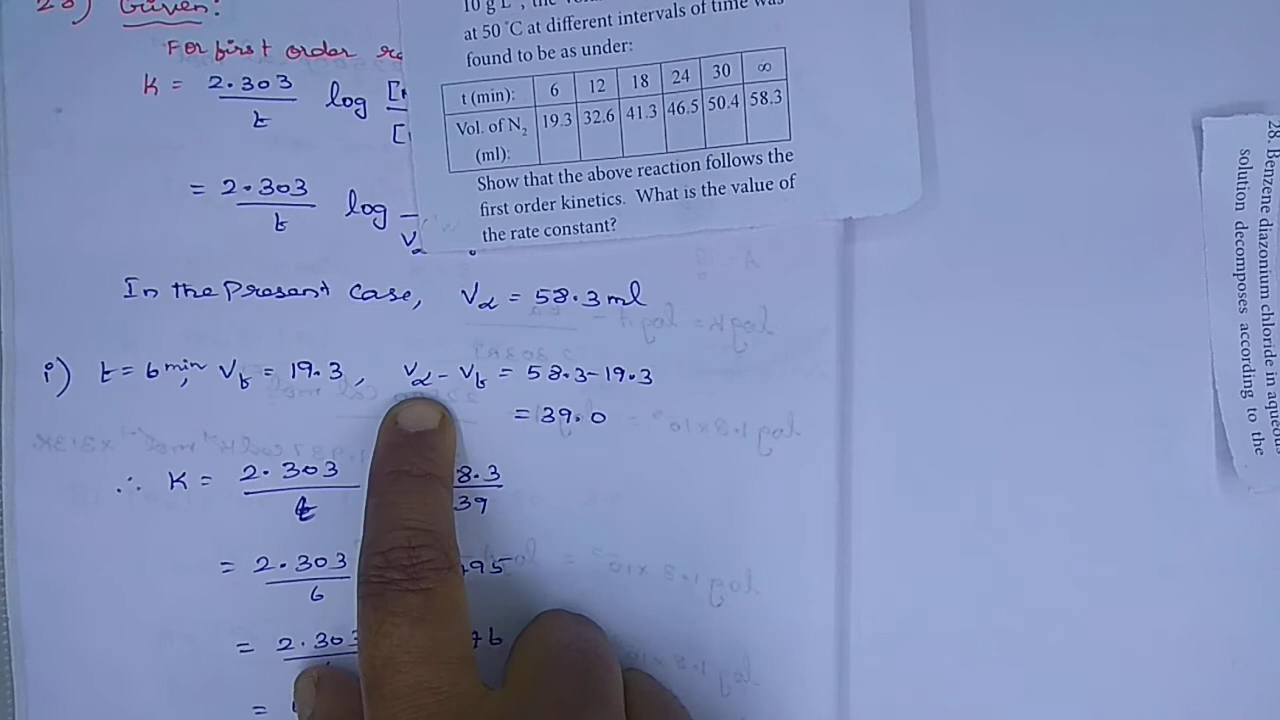 28) Given:
For first order
K = 2.303 / t log
= 2.303 / t log
V∝
In the Present Case, V∝ = 58.3 ml
i) t = 6 min, Vt = 19.3, V∝ - Vt = 58.3-19.3
= 39.0
∴ K = 2.303 / t 8.3 / 39
= 2.303 / 6 495
= 2.303 76
=
10 g L
at 50 °C at different intervals of time was
found to be as under:
t (min): 6 12 18 24 30 ∞
Vol. of N₂ 19.3 32.6 41.3 46.5 50.4 58.3
(ml):
Show that the above reaction follows the
first order kinetics. What is the value of
the rate constant?
28. Benzene diazonium chloride in aqueous
solution decomposes according to the